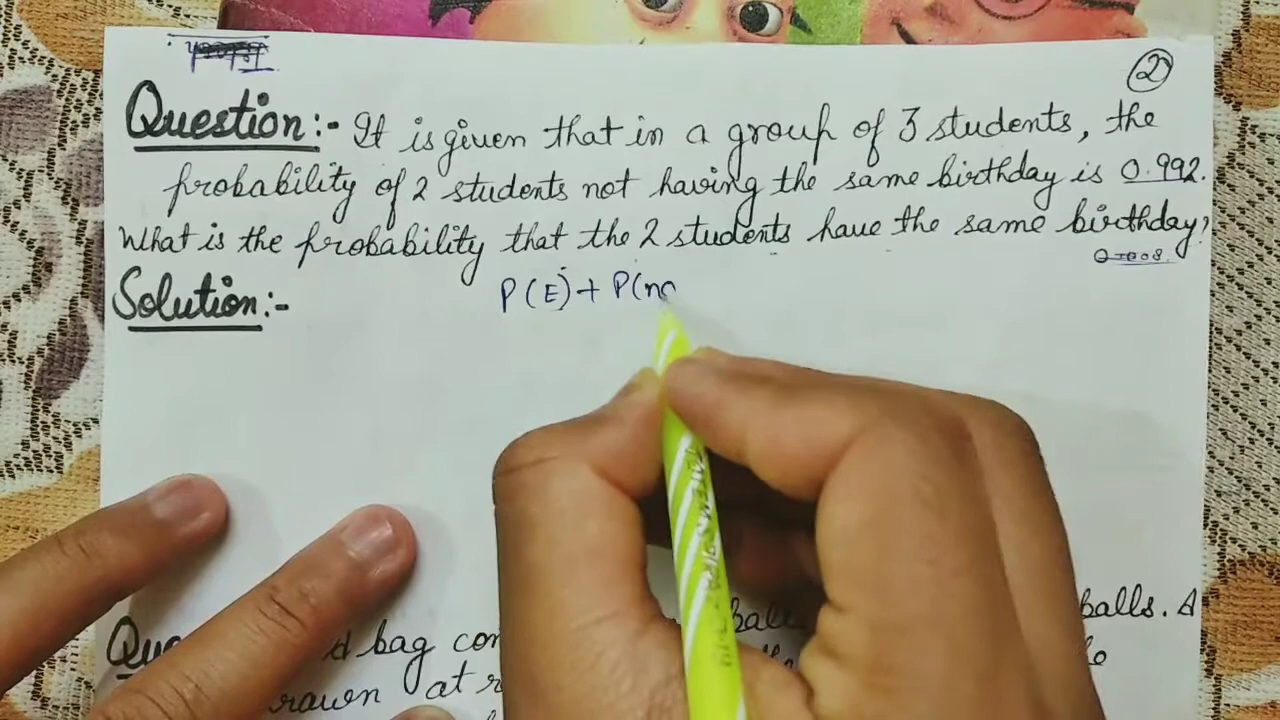 ②
Question:- It is given that in a group of 3 students, the
probability of 2 students not having the same birthday is 0.992.
What is the probability that the 2 students have the same birthday?
Solution:-
P(E) + P(no
balls. A
d bag con
rawn at r